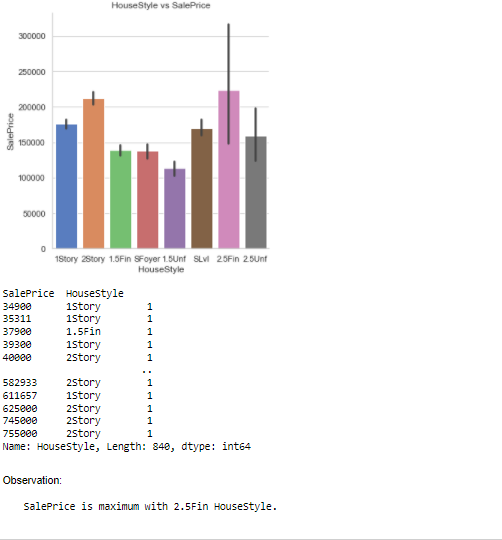 HouseStyle vs SalePrice
300000
250000
200000
150000
100000
50000
0
SalePrice
1Story 2Story 1.5Fin SFoyer 1.5Unf SLvl 2.5Fin 2.5Unf
HouseStyle
SalePrice HouseStyle
34900 1Story 1
35311 1Story 1
37900 1.5Fin 1
39300 1Story 1
40000 2Story 1
..
582933 2Story 1
611657 1Story 1
625000 2Story 1
745000 2Story 1
755000 2Story 1
Name: HouseStyle, Length: 840, dtype: int64
Observation:
SalePrice is maximum with 2.5Fin HouseStyle.